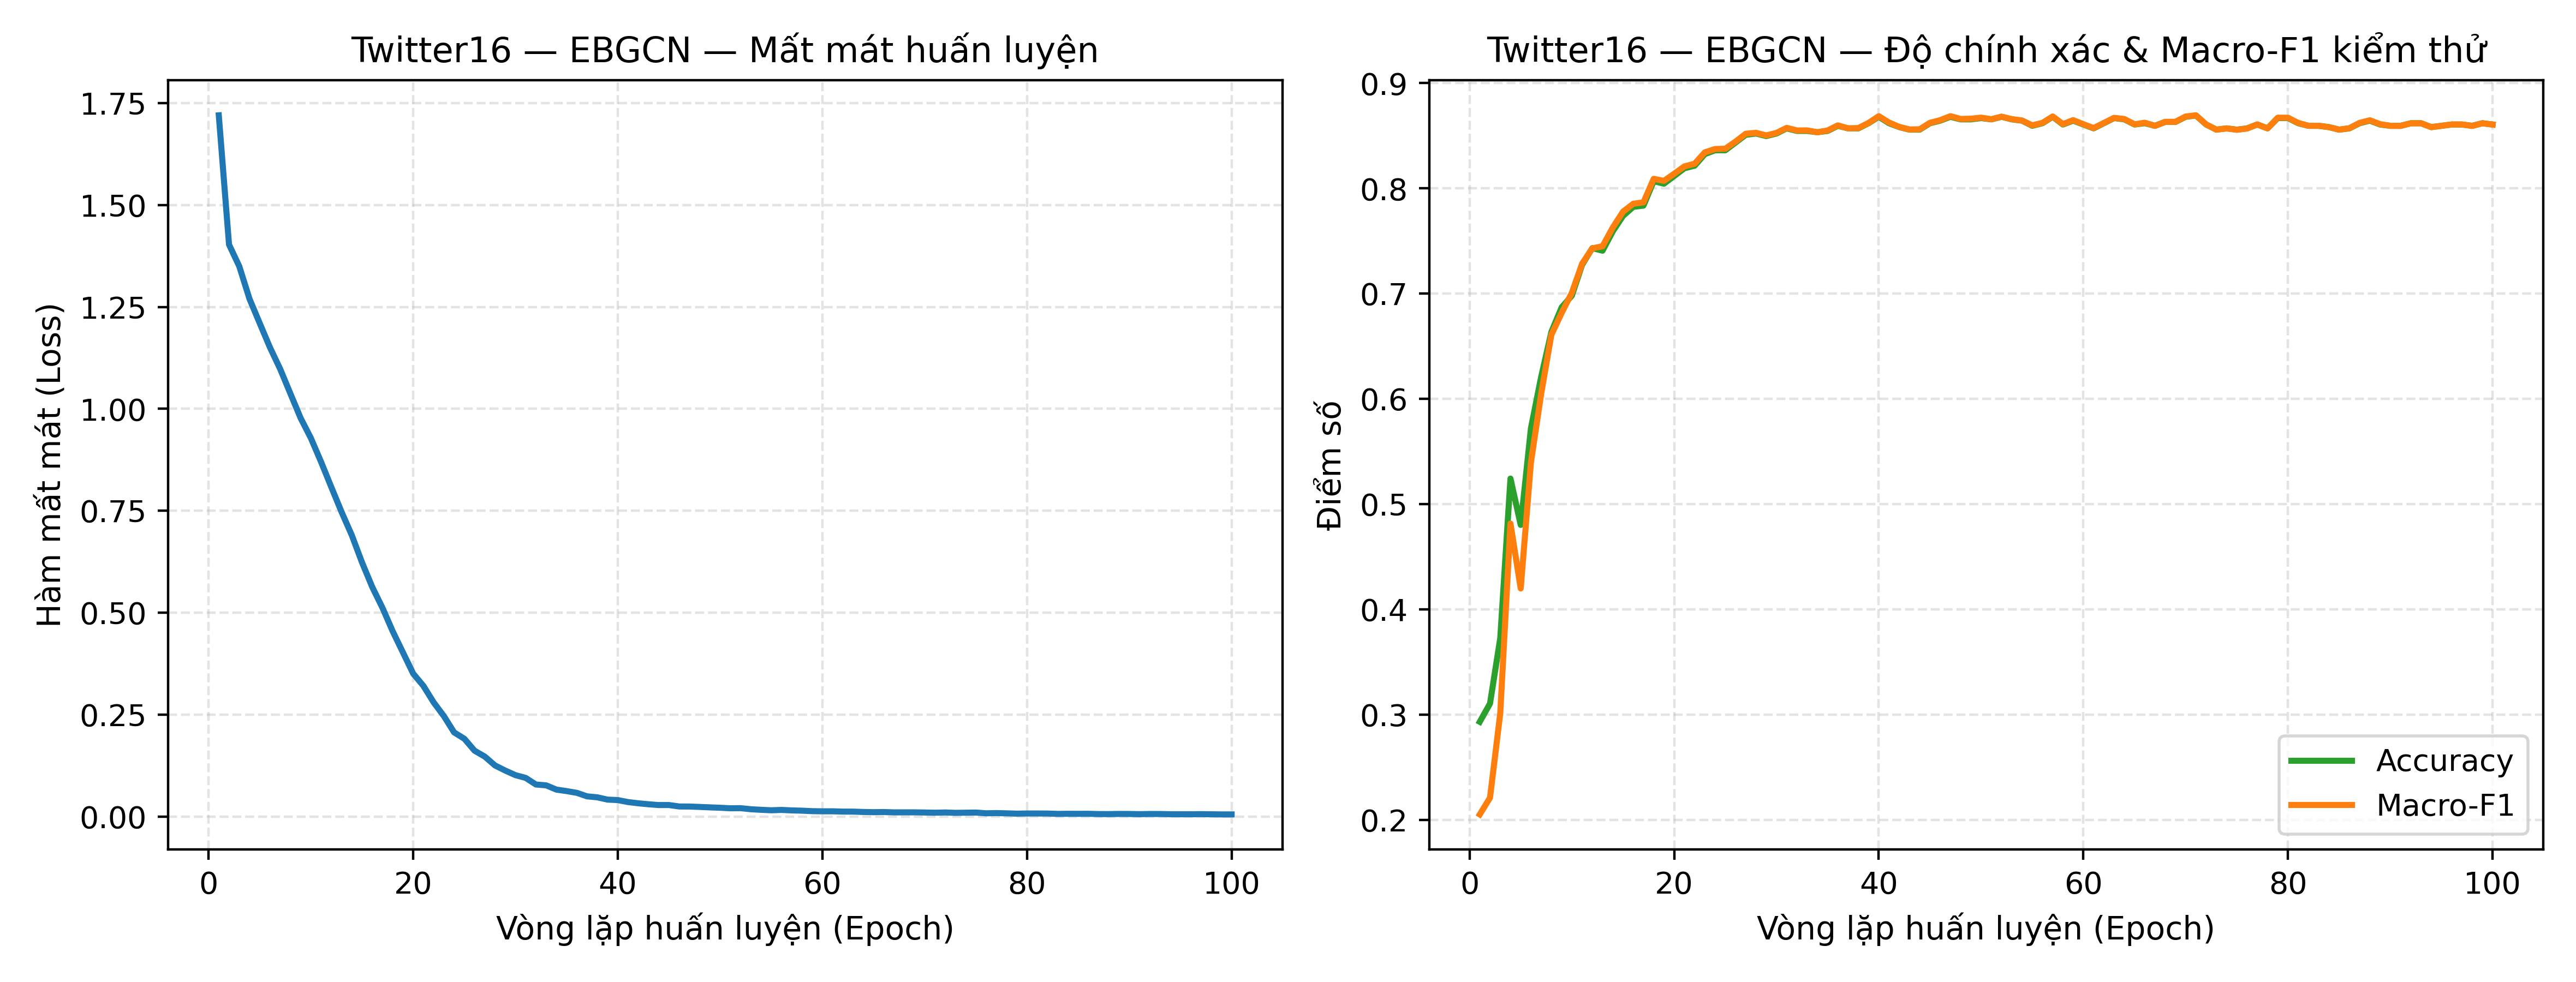 Twitter16 — EBGCN — Mất mát huấn luyện
Hàm mất mát (Loss)
1.75
1.50
1.25
1.00
0.75
0.50
0.25
0.00
0 20 40 60 80 100
Vòng lặp huấn luyện (Epoch)
Twitter16 — EBGCN — Độ chính xác & Macro-F1 kiểm thử
Điểm số
0.9
0.8
0.7
0.6
0.5
0.4
0.3
0.2
Accuracy
Macro-F1
0 20 40 60 80 100
Vòng lặp huấn luyện (Epoch)